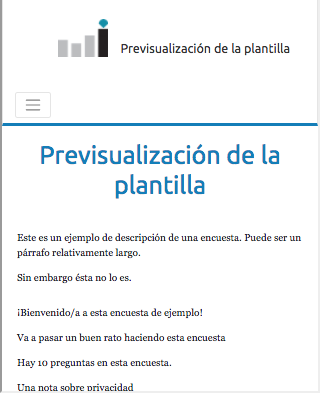 Previsualización de la plantilla
Previsualización de la
plantilla
Este es un ejemplo de descripción de una encuesta. Puede ser un
párrafo relativamente largo.
Sin embargo ésta no lo es.
¡Bienvenido/a a esta encuesta de ejemplo!
Va a pasar un buen rato haciendo esta encuesta
Hay 10 preguntas en esta encuesta.
Una nota sobre privacidad